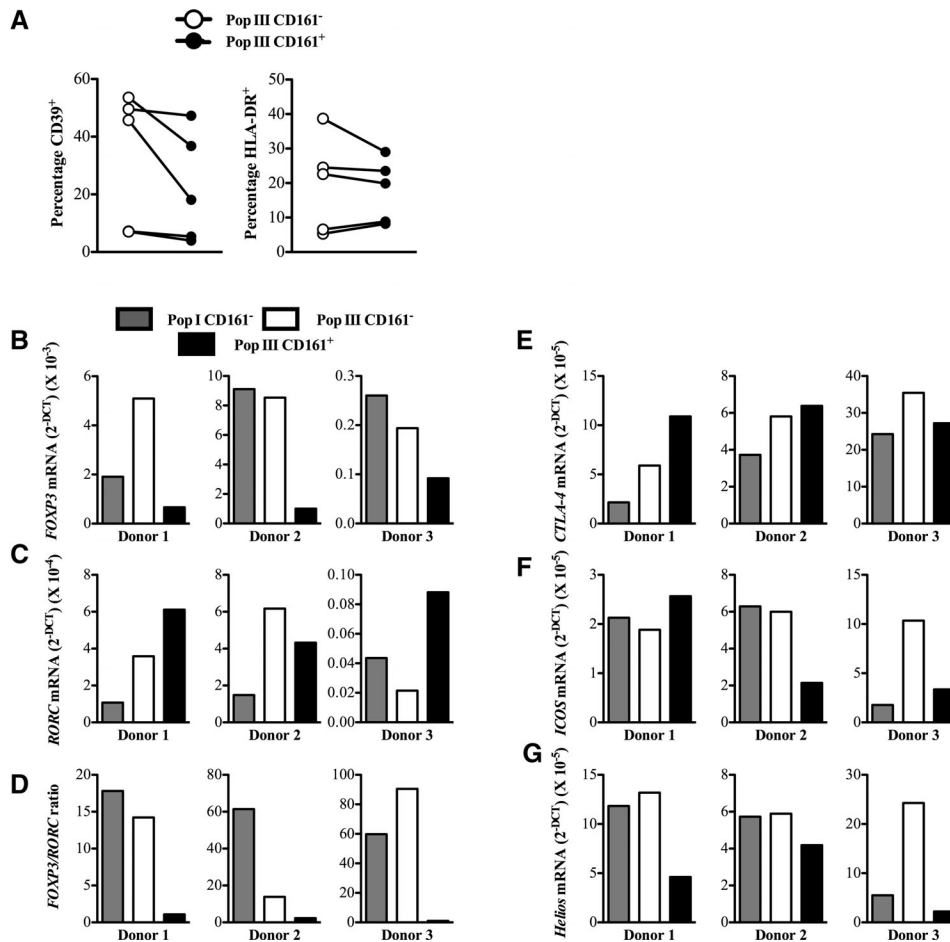 A
Pop III CD161-
Pop III CD161+
Percentage CD39+
60
40
20
0
Percentage HLA-DR+
50
40
30
20
10
0
Pop I CD161-
Pop III CD161-
Pop III CD161+
B
FOXP3 mRNA (2-DCT) (X 10-3)
6
4
2
0
Donor 1
10
9
8
7
6
5
4
3
2
1
0
Donor 2
0.3
0.2
0.1
0.0
Donor 3
C
RORC mRNA (2-DCT) (X 10-4)
8
6
4
2
0
Donor 1
8
6
4
2
0
Donor 2
0.10
0.08
0.06
0.04
0.02
0.00
Donor 3
D
FOXP3/RORC ratio
20
15
10
5
0
Donor 1
80
60
40
20
0
Donor 2
100
80
60
40
20
0
Donor 3
E
CTLA-4 mRNA (2-DCT) (X 10-5)
15
10
5
0
Donor 1
8
6
4
2
0
Donor 2
40
30
20
10
0
Donor 3
F
ICOS mRNA (2-DCT) (X 10-5)
3
2
1
0
Donor 1
8
6
4
2
0
Donor 2
15
10
5
0
Donor 3
G
Helios mRNA (2-DCT) (X 10-5)
15
10
5
0
Donor 1
8
6
4
2
0
Donor 2
30
20
10
0
Donor 3